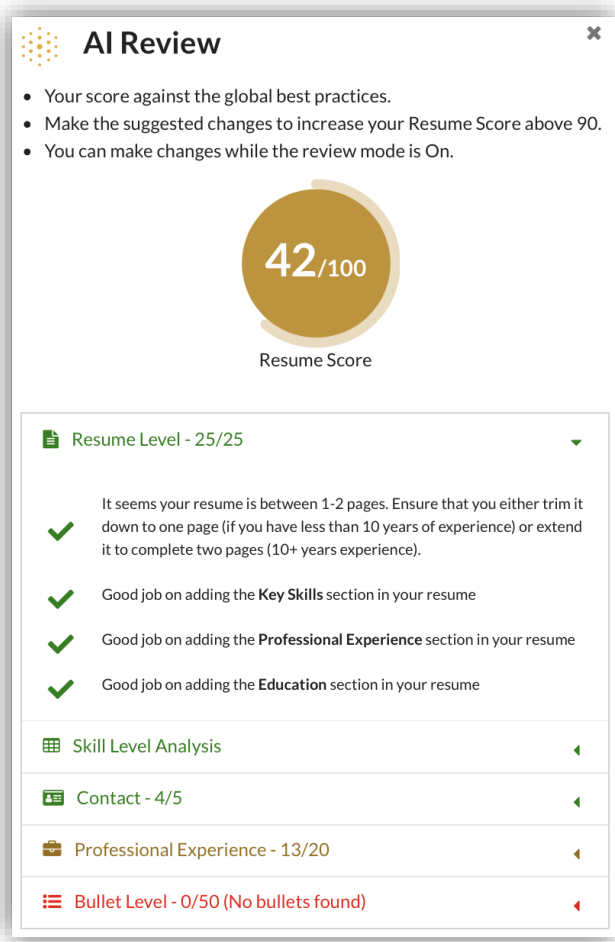 AI Review
• Your score against the global best practices.
• Make the suggested changes to increase your Resume Score above 90.
• You can make changes while the review mode is On.
42/100
Resume Score
Resume Level - 25/25
It seems your resume is between 1-2 pages. Ensure that you either trim it
down to one page (if you have less than 10 years of experience) or extend
it to complete two pages (10+ years experience).
Good job on adding the Key Skills section in your resume
Good job on adding the Professional Experience section in your resume
Good job on adding the Education section in your resume
Skill Level Analysis
Contact - 4/5
Professional Experience - 13/20
Bullet Level - 0/50 (No bullets found)